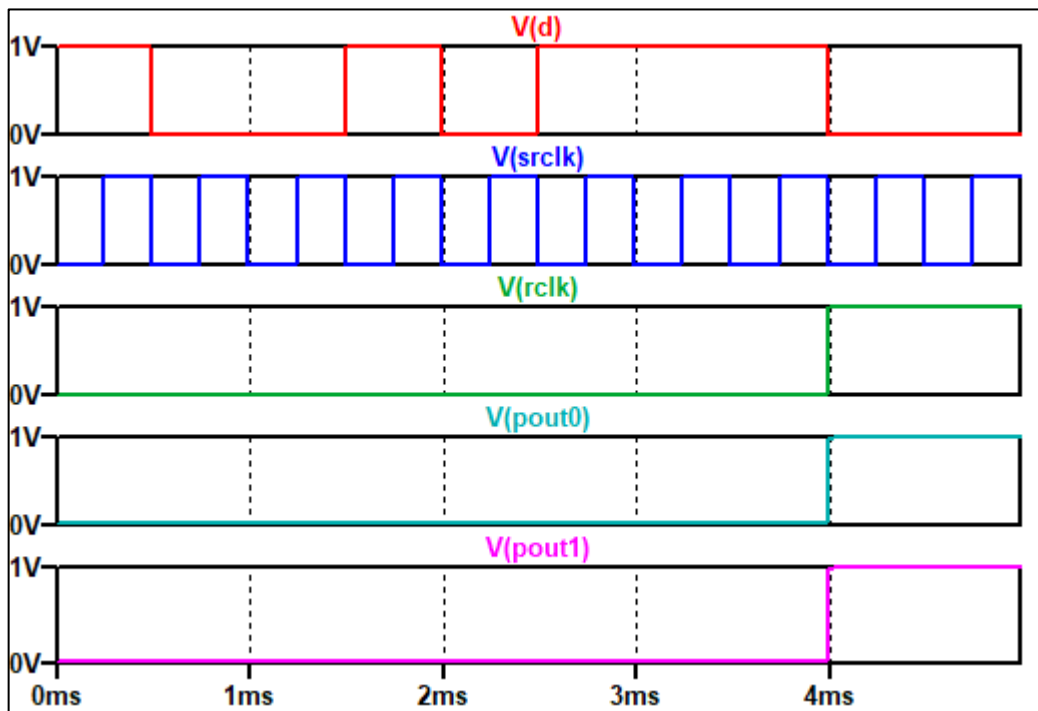 V(d)
1V
0V
V(srclk)
1V
0V
V(rclk)
1V
0V
V(pout0)
1V
0V
V(pout1)
1V
0V
0ms 1ms 2ms 3ms 4ms